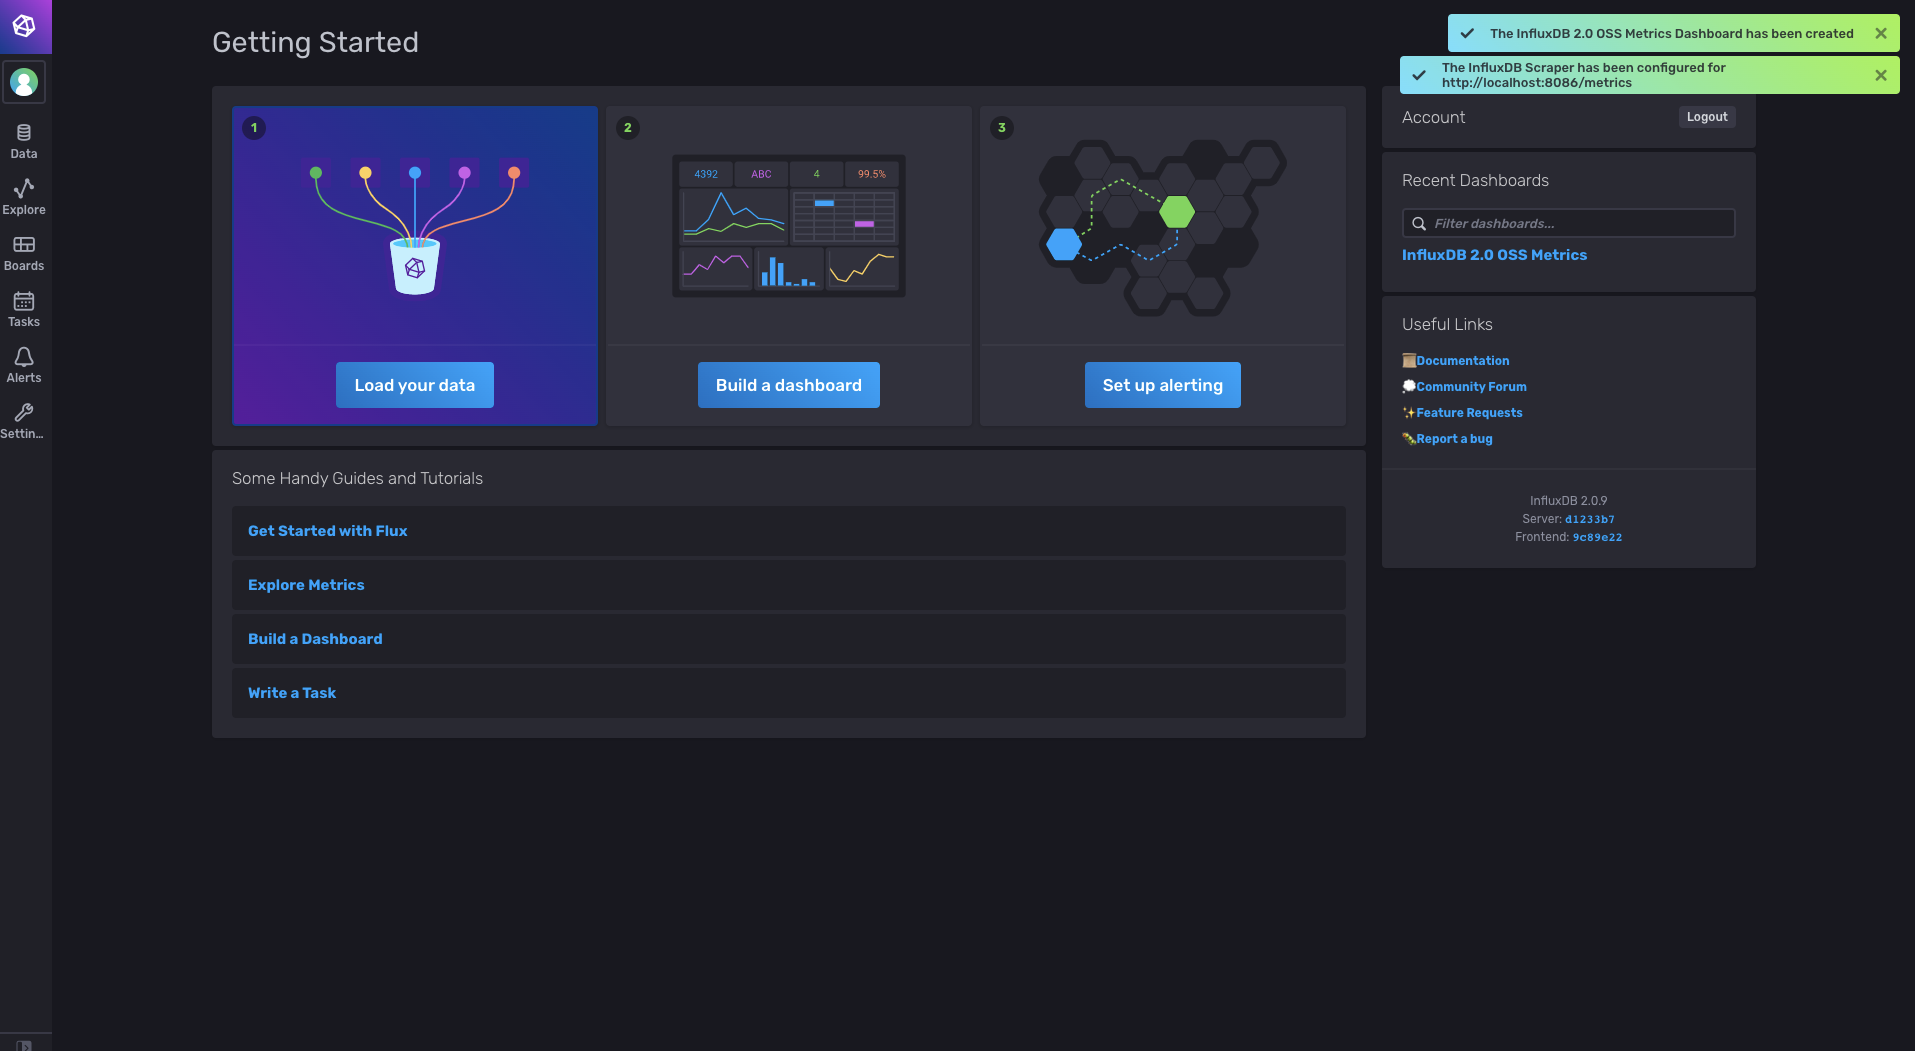 Getting Started
The InfluxDB 2.0 OSS Metrics Dashboard has been created
The InfluxDB Scraper has been configured for
http://localhost:8086/metrics
Data
Explore
Boards
Tasks
Alerts
Settin...
1
Load your data
2
4392
ABC
4
99.5%
Build a dashboard
3
Set up alerting
Some Handy Guides and Tutorials
Get Started with Flux
Explore Metrics
Build a Dashboard
Write a Task
Account
Logout
Recent Dashboards
Filter dashboards...
InfluxDB 2.0 OSS Metrics
Useful Links
Documentation
Community Forum
Feature Requests
Report a bug
InfluxDB 2.0.9
Server: d1233b7
Frontend: 9c89e22